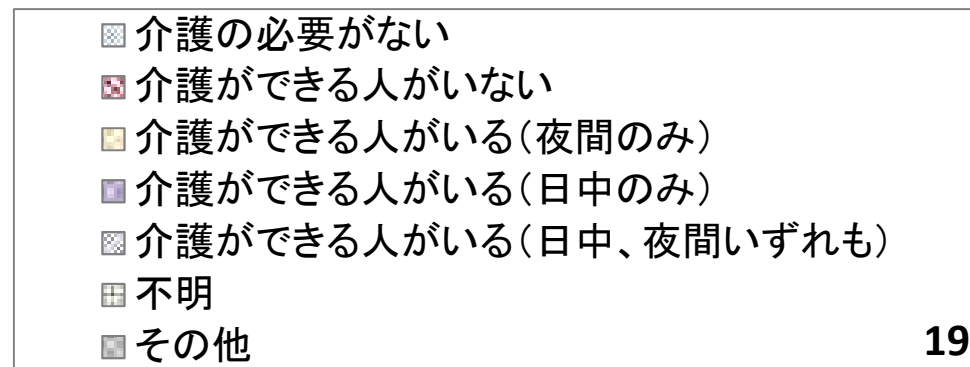 介護の必要がない
介護ができる人がいない
介護ができる人がいる(夜間のみ)
介護ができる人がいる(日中のみ)
介護ができる人がいる(日中、夜間いずれも)
不明
その他
19